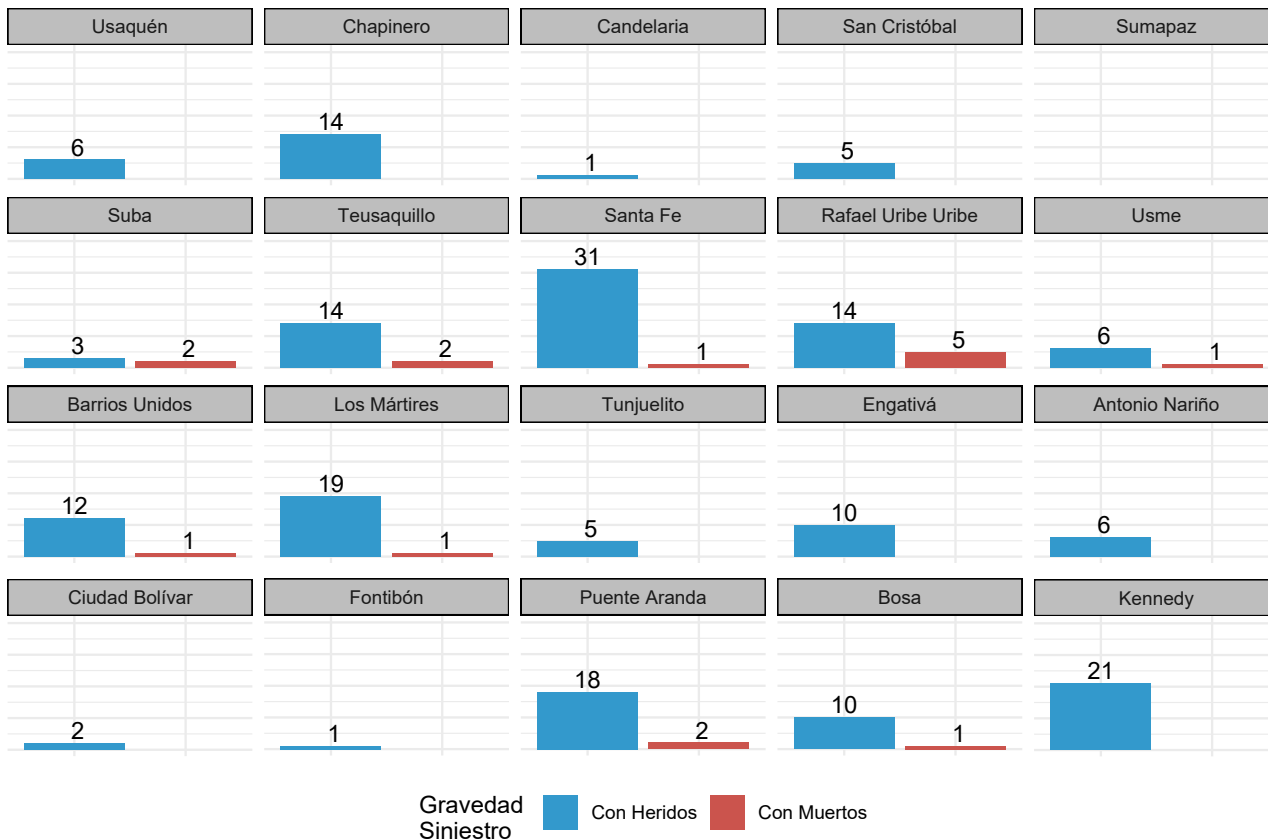 Usaquén
Chapinero
Candelaria
San Cristóbal
Sumapaz
6
14
1
5
Suba
Teusaquillo
Santa Fe
Rafael Uribe Uribe
Usme
3
2
14
2
31
1
14
5
6
1
Barrios Unidos
Los Mártires
Tunjuelito
Engativá
Antonio Nariño
12
1
19
1
5
10
6
Ciudad Bolívar
Fontibón
Puente Aranda
Bosa
Kennedy
2
1
18
2
10
1
21
Gravedad
Siniestro
Con Heridos
Con Muertos